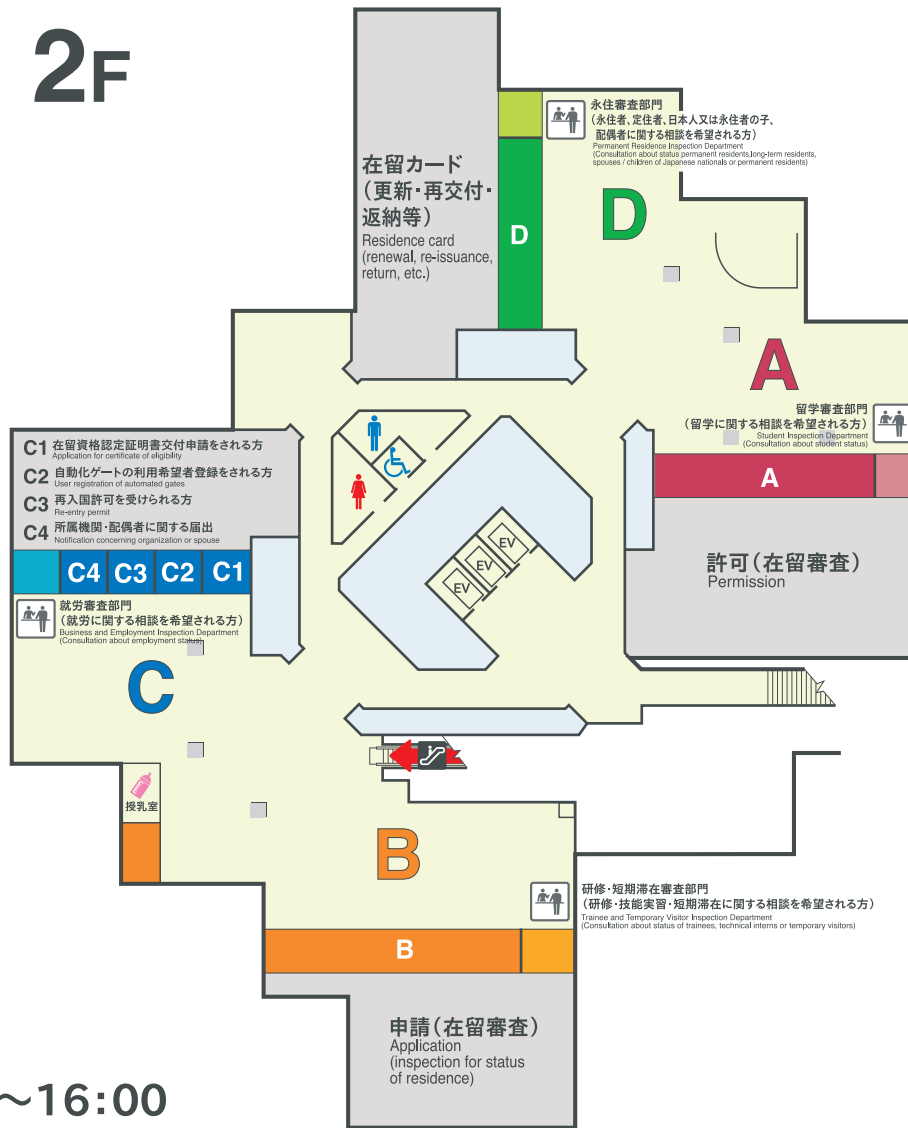 2F
永住審査部門
(永住者、定住者、日本人又は永住者の子、
配偶者に関する相談を希望される方)
Permanent Residence Inspection Department
(Consultation about status permanent residents,long-term residents,
spouses / children of Japanese nationals or permanent residents)
在留カード
(更新・再交付・
返納等)
Residence card
(renewal, re-issuance,
return, etc.)
D
D
A
留学審査部門
(留学に関する相談を希望される方)
Student Inspection Department
(Consultation about student status)
A
許可(在留審査)
Permission
C1 在留資格認定証明書交付申請をされる方
Application for certificate of eligibility
C2 自動化ゲートの利用希望者登録をされる方
User registration of automated gates
C3 再入国許可を受けられる方
Re-entry permit
C4 所属機関・配偶者に関する届出
Notification concerning organization or spouse
C4 C3 C2 C1
EV
EV
EV
就労審査部門
(就労に関する相談を希望される方)
Business and Employment Inspection Department
(Consultation about employment status)
C
授乳室
B
研修・短期滞在審査部門
(研修・技能実習・短期滞在に関する相談を希望される方)
Trainee and Temporary Visitor Inspection Department
(Consultation about status of trainees, technical interns or temporary visitors)
B
申請(在留審査)
Application
(inspection for status
of residence)
~16:00